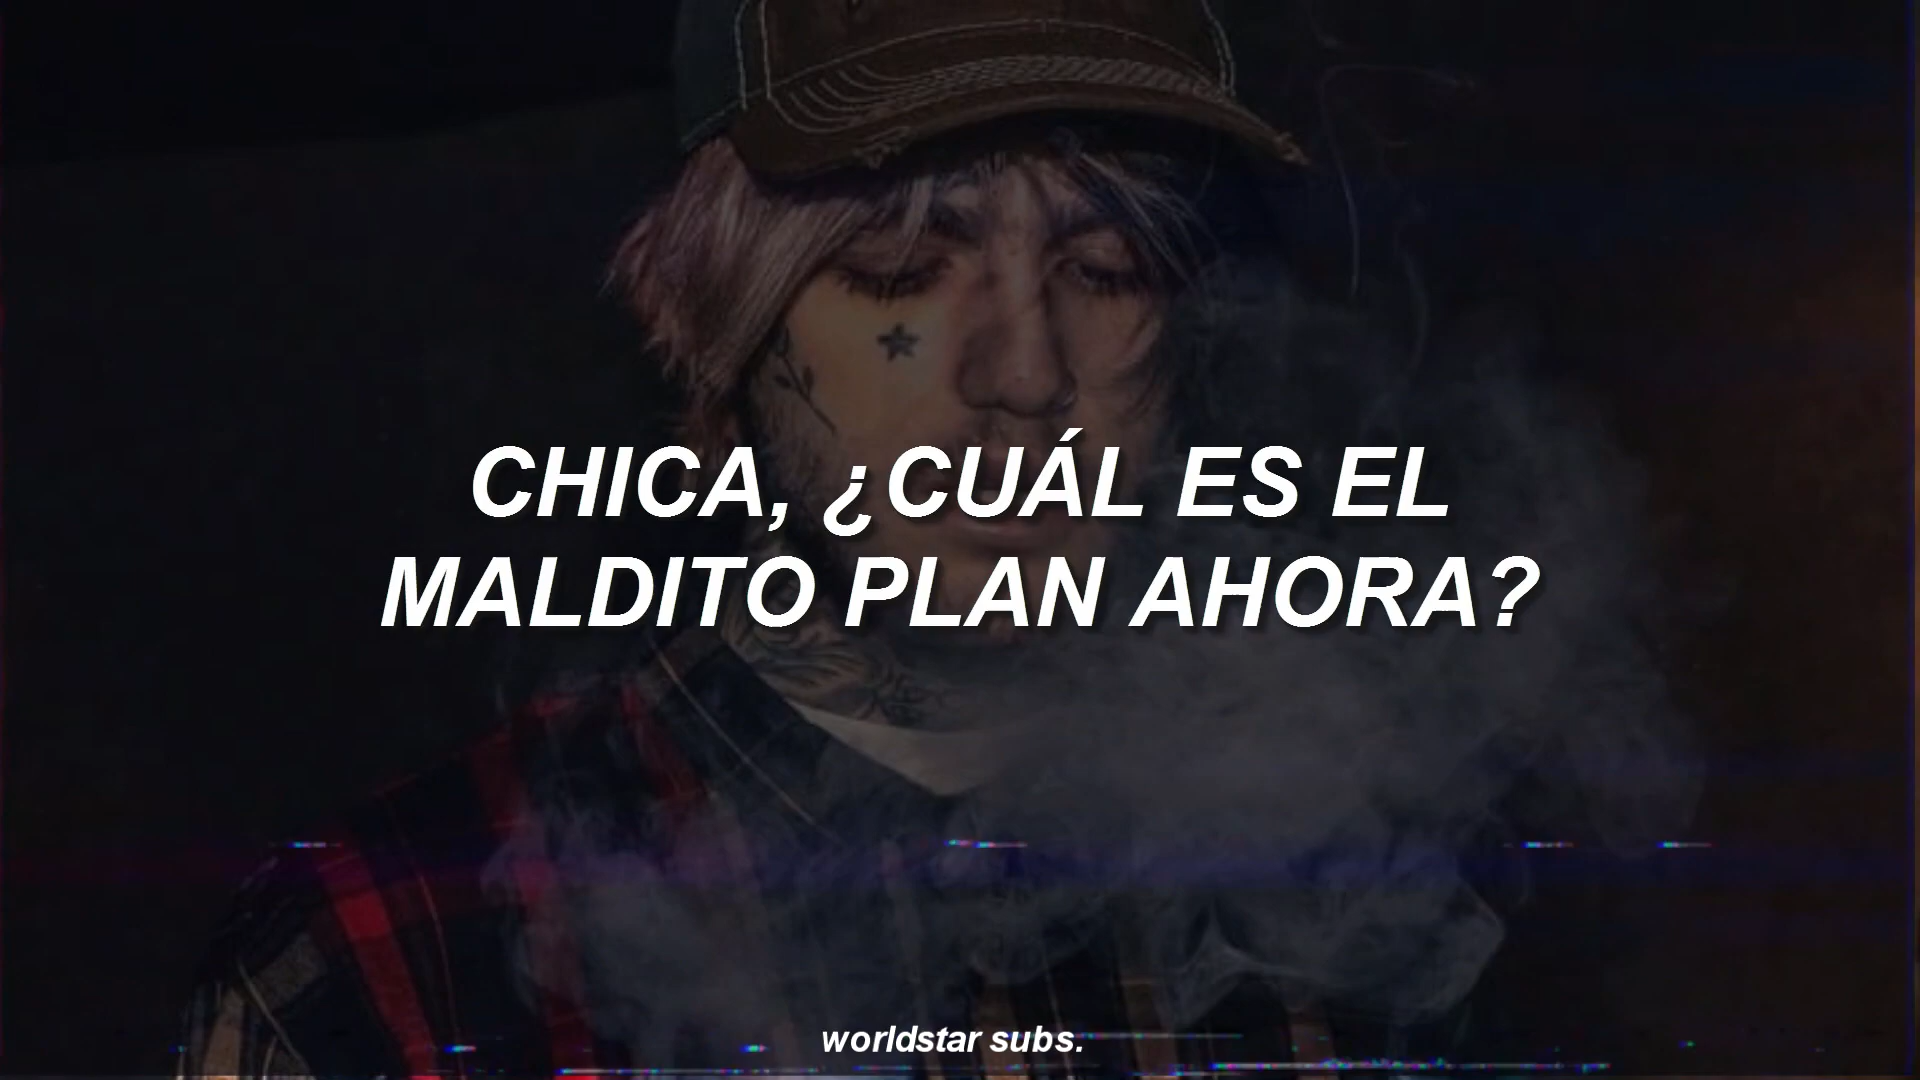 CHICA, ¿CUÁL ES EL
MALDITO PLAN AHORA?
worldstar subs.